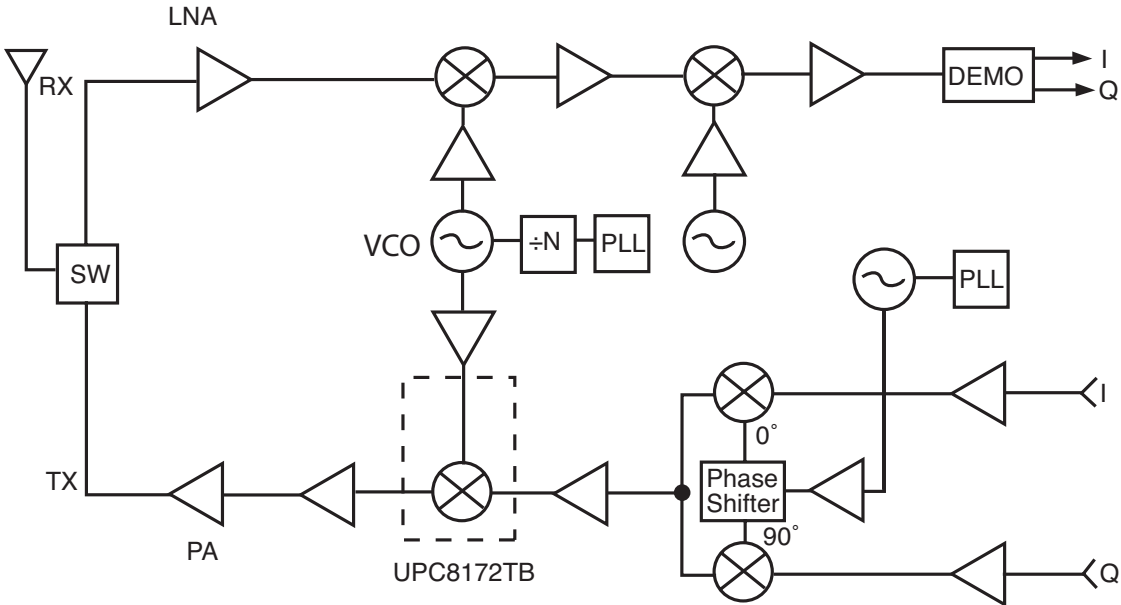 LNA
RX
DEMO
I
Q
VCO
÷N
PLL
SW
PLL
I
0°
TX
Phase
Shifter
90°
PA
UPC8172TB
Q